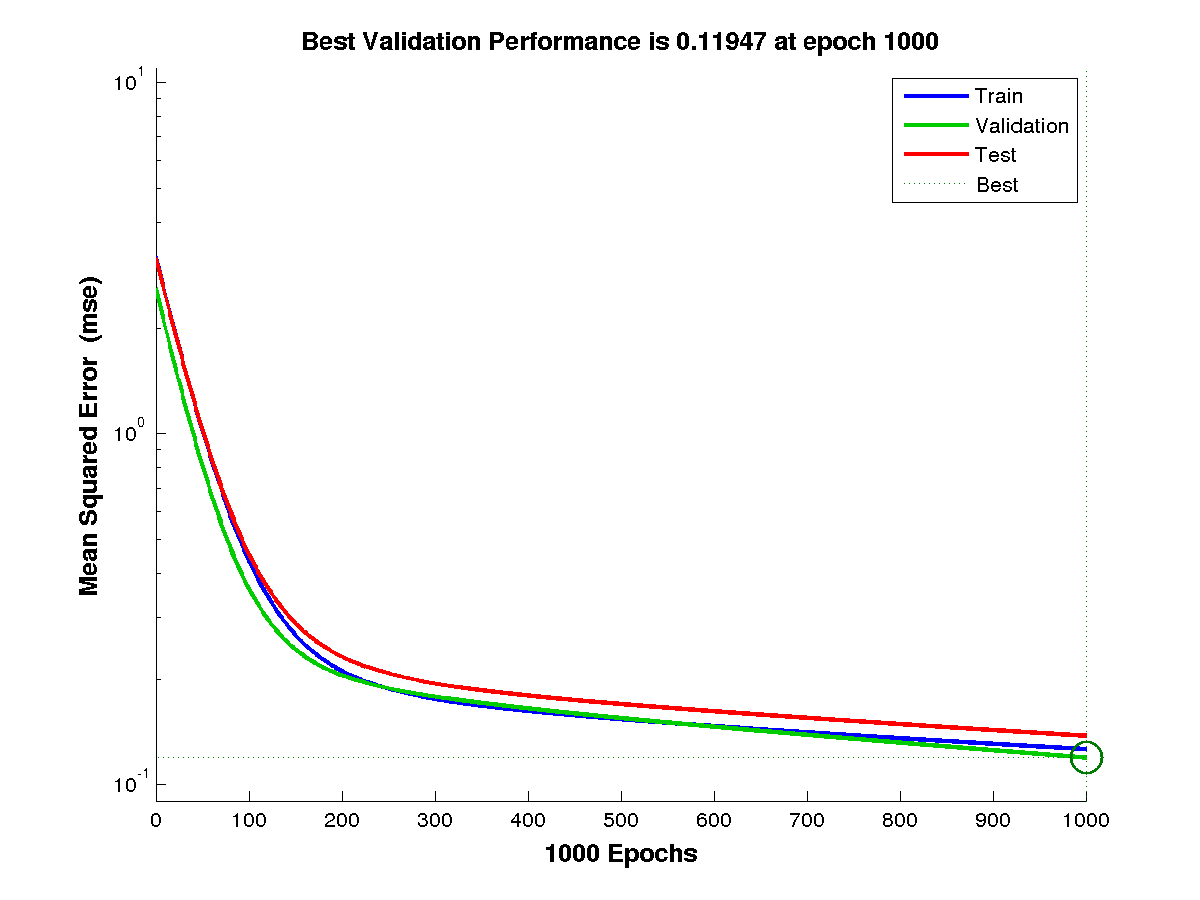 Best Validation Performance is 0.11947 at epoch 1000
Train
Validation
Test
Best
10^1
10^0
10^-1
Mean Squared Error (mse)
0 100 200 300 400 500 600 700 800 900 1000
1000 Epochs